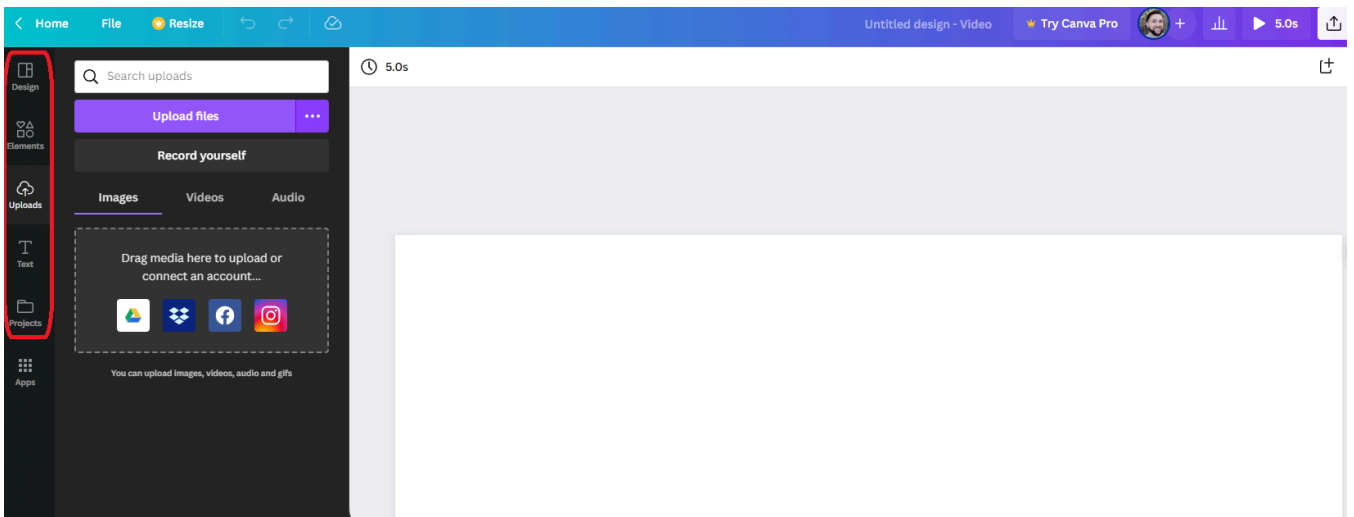 Home File Resize Untitled design - Video Try Canva Pro + 5.0s
Design
Elements
Uploads
Text
Projects
Apps
Search uploads
Upload files
Record yourself
Images Videos Audio
Drag media here to upload or
connect an account...
You can upload images, videos, audio and gifs
5.0s